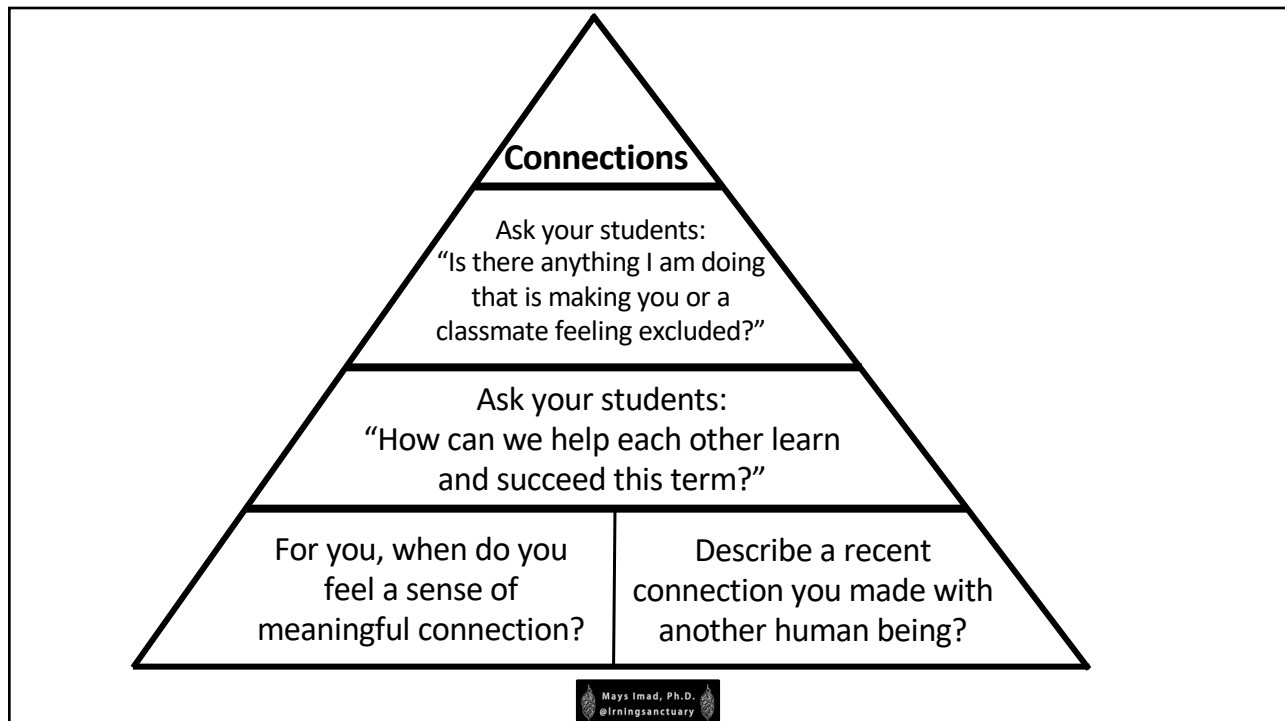 Connections
Ask your students:
“Is there anything I am doing
that is making you or a
classmate feeling excluded?”
Ask your students:
“How can we help each other learn
and succeed this term?”
For you, when do you
feel a sense of
meaningful connection?
Describe a recent
connection you made with
another human being?
Mays Imad, Ph.D.
@lrningsanctuary